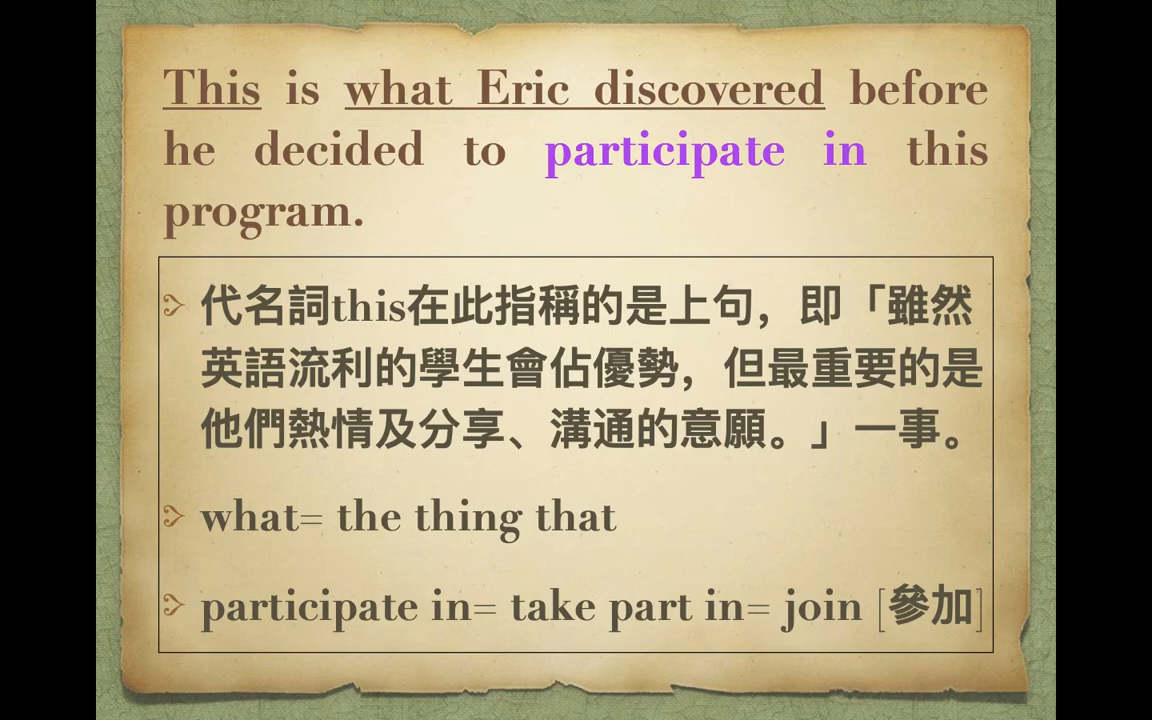 This is what Eric discovered before
he decided to participate in this
program.
代名詞this在此指稱的是上句，即「雖然
英語流利的學生會佔優勢，但最重要的是
他們熱情及分享、溝通的意願。」一事。
what= the thing that
participate in= take part in= join [參加]